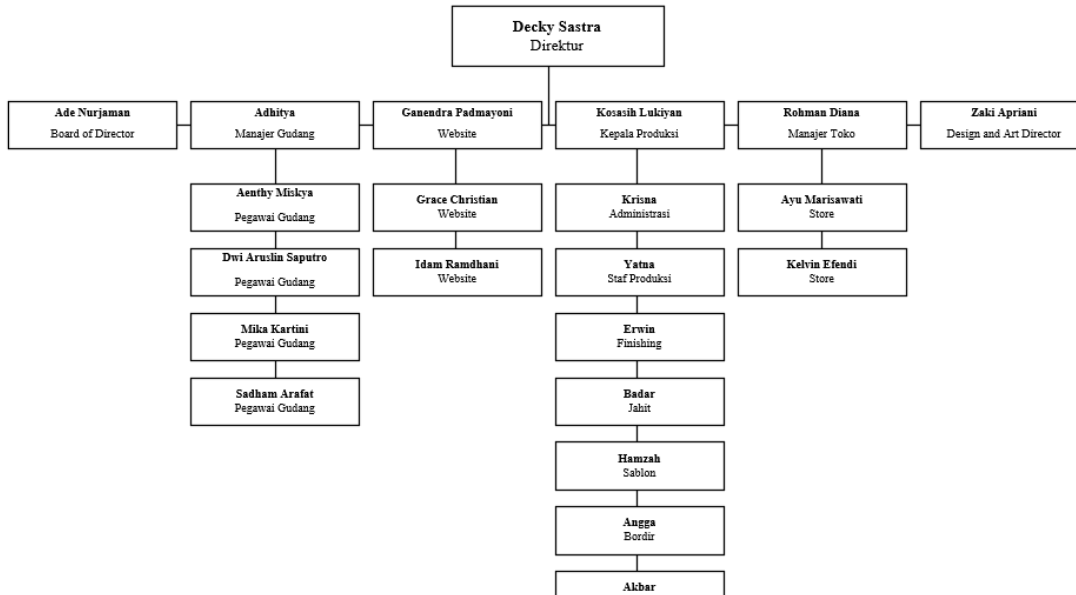 Decky Sastra
Direktur
Ade Nurjaman
Board of Director
Adhitya
Manajer Gudang
Ganendra Padmayoni
Website
Kosasih Lukiyan
Kepala Produksi
Rohman Diana
Manajer Toko
Zaki Apriani
Design and Art Director
Aenthy Miskya
Pegawai Gudang
Dwi Aruslin Saputro
Pegawai Gudang
Mika Kartini
Pegawai Gudang
Sadham Arafat
Pegawai Gudang
Grace Christian
Website
Idam Ramdhani
Website
Krisna
Administrasi
Yatna
Staf Produksi
Erwin
Finishing
Badar
Jahit
Hamzah
Sablon
Angga
Bordir
Akbar
Ayu Marisawati
Store
Kelvin Efendi
Store